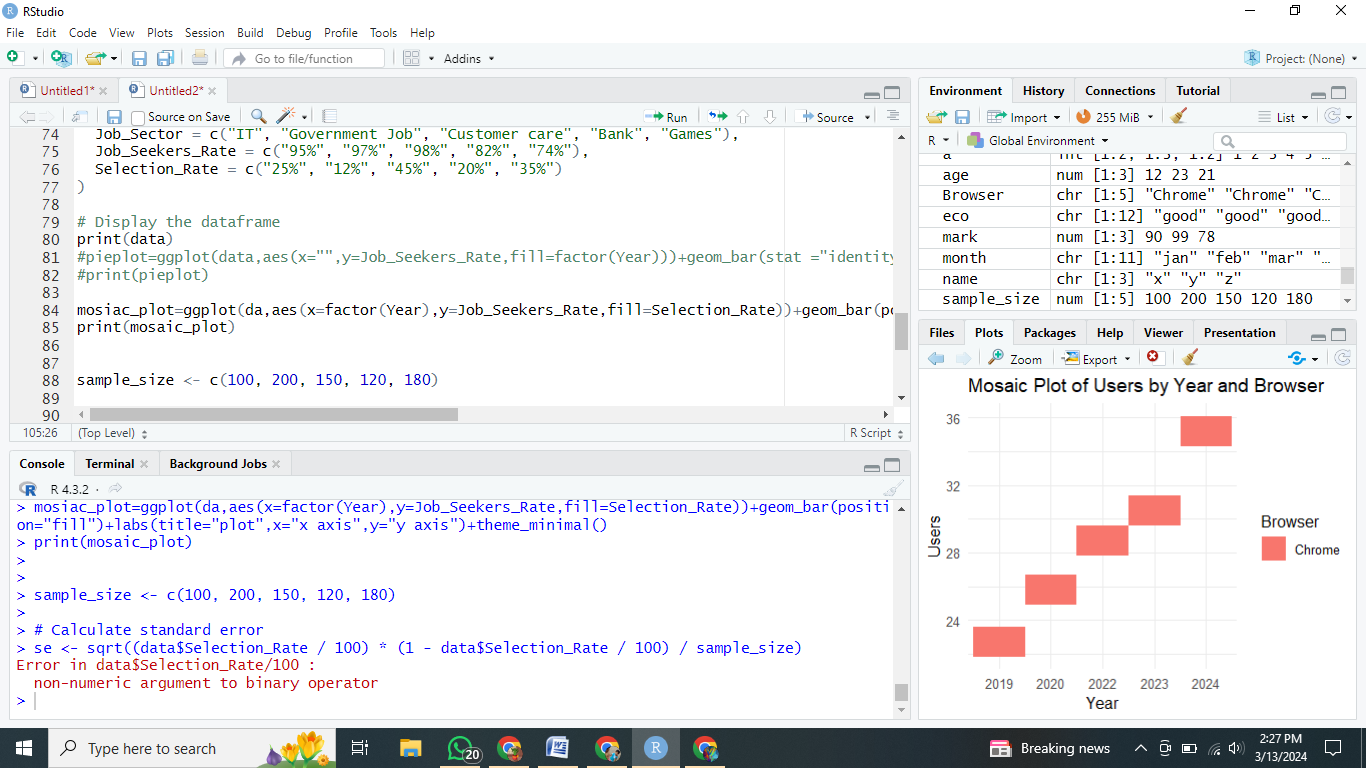 RStudio
File Edit Code View Plots Session Build Debug Profile Tools Help
Go to file/function Addins Project: (None)
Untitled1* Untitled2*
Source on Save Run Source
74 Job_Sector = c("IT", "Government Job", "Customer care", "Bank", "Games"),
75 Job_Seekers_Rate = c("95%", "97%", "98%", "82%", "74%"),
76 Selection_Rate = c("25%", "12%", "45%", "20%", "35%")
77 )
78
79 # Display the dataframe
80 print(data)
81 #pieplot=ggplot(data,aes(x="",y=Job_Seekers_Rate,fill=factor(Year)))+geom_bar(stat ="identity
82 #print(pieplot)
83
84 mosiac_plot=ggplot(da,aes(x=factor(Year),y=Job_Seekers_Rate,fill=Selection_Rate))+geom_bar(po
85 print(mosaic_plot)
86
87
88 sample_size <- c(100, 200, 150, 120, 180)
89
90
105:26 (Top Level) R Script
Console Terminal Background Jobs
R 4.3.2 ·
> mosiac_plot=ggplot(da,aes(x=factor(Year),y=Job_Seekers_Rate,fill=Selection_Rate))+geom_bar(positi
on="fill")+labs(title="plot",x="x axis",y="y axis")+theme_minimal()
> print(mosaic_plot)
>
>
> sample_size <- c(100, 200, 150, 120, 180)
>
> # Calculate standard error
> se <- sqrt((data$Selection_Rate / 100) * (1 - data$Selection_Rate / 100) / sample_size)
Error in data$Selection_Rate/100 :
non-numeric argument to binary operator
>
Environment History Connections Tutorial
Import 255 MiB List
R Global Environment
a int [1:2, 1:3, 1:2] 1 2 3 4 5 ...
age num [1:3] 12 23 21
Browser chr [1:5] "Chrome" "Chrome" "C...
eco chr [1:12] "good" "good" "good...
mark num [1:3] 90 99 78
month chr [1:11] "jan" "feb" "mar" "...
name chr [1:3] "x" "y" "z"
sample_size num [1:5] 100 200 150 120 180
Files Plots Packages Help Viewer Presentation
Zoom Export
Mosaic Plot of Users by Year and Browser
36
32
28
24
Users
2019 2020 2022 2023 2024
Year
Browser
Chrome
Type here to search
20
Breaking news
2:27 PM
3/13/2024